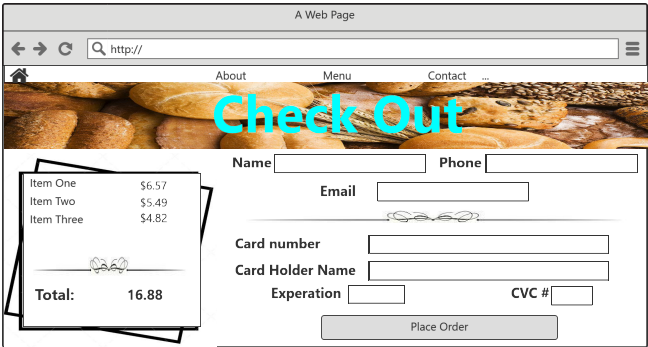 A Web Page
http://
About Menu Contact ...
Check Out
Name Phone
Email
Item One $6.57
Item Two $5.49
Item Three $4.82
Total: 16.88
Card number
Card Holder Name
Experation CVC #
Place Order